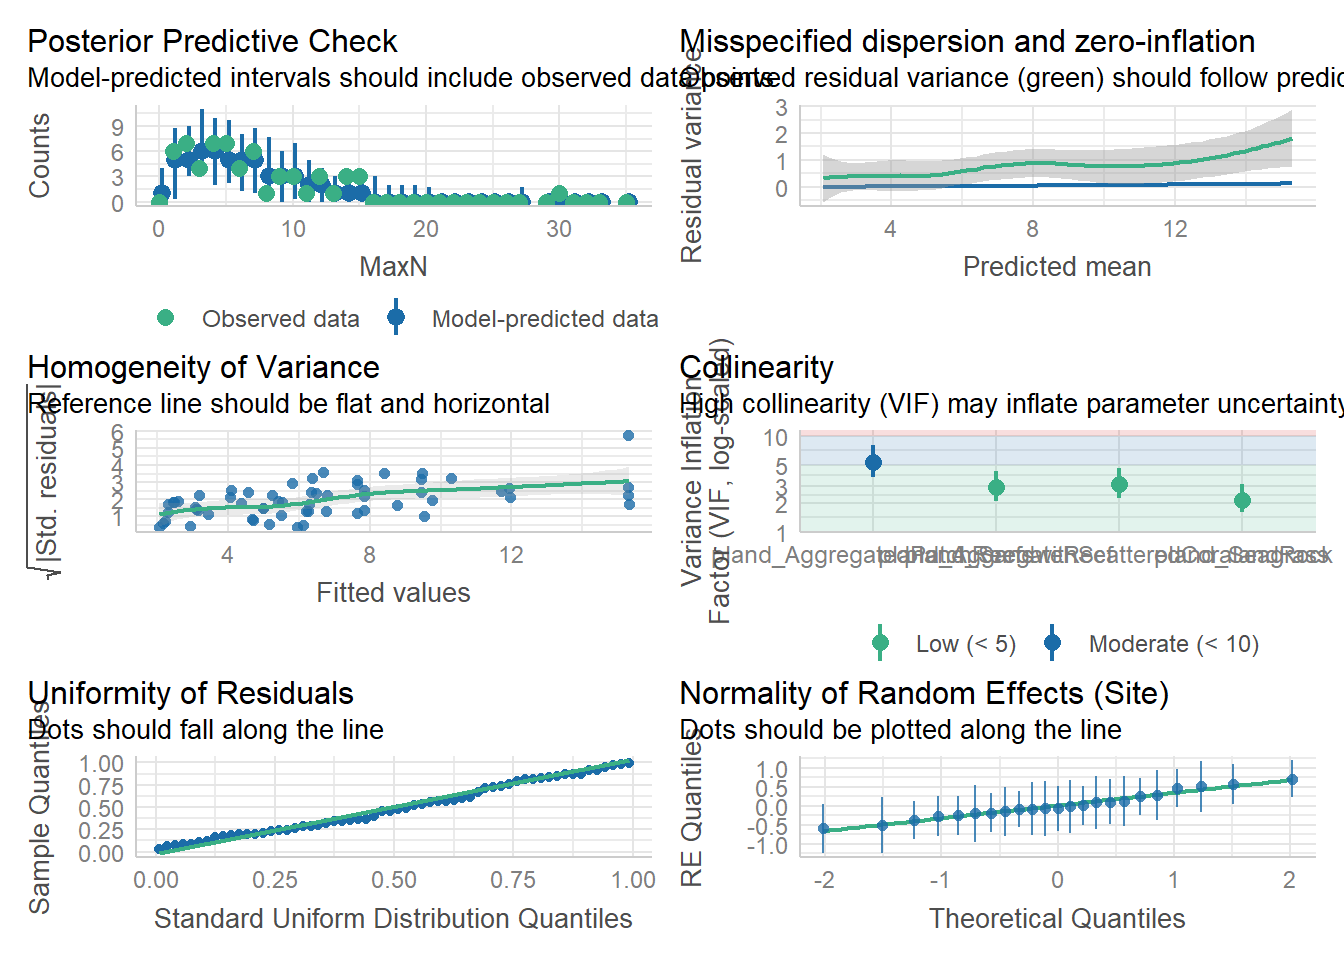 Posterior Predictive Check
Model-predicted intervals should include observed data points
Counts
9
6
3
0
0 10 20 30
MaxN
Observed data Model-predicted data
Misspecified dispersion and zero-inflation
Observed residual variance (green) should follow predic
Residual variance
3
2
1
0
4 8 12
Predicted mean
Homogeneity of Variance
Reference line should be flat and horizontal
√|Std. residuals|
6
5
4
3
2
1
4 8 12
Fitted values
Collinearity
High collinearity (VIF) may inflate parameter uncertainty
Variance Inflation
Factor (VIF, log-scaled)
10
5
3
2
1
Low (< 5) Moderate (< 10)
Uniformity of Residuals
Dots should fall along the line
Sample Quantiles
1.00
0.75
0.50
0.25
0.00
0.00 0.25 0.50 0.75 1.00
Standard Uniform Distribution Quantiles
Normality of Random Effects (Site)
Dots should be plotted along the line
RE Quantiles
1.0
0.5
0.0
-0.5
-1.0
-2 -1 0 1 2
Theoretical Quantiles